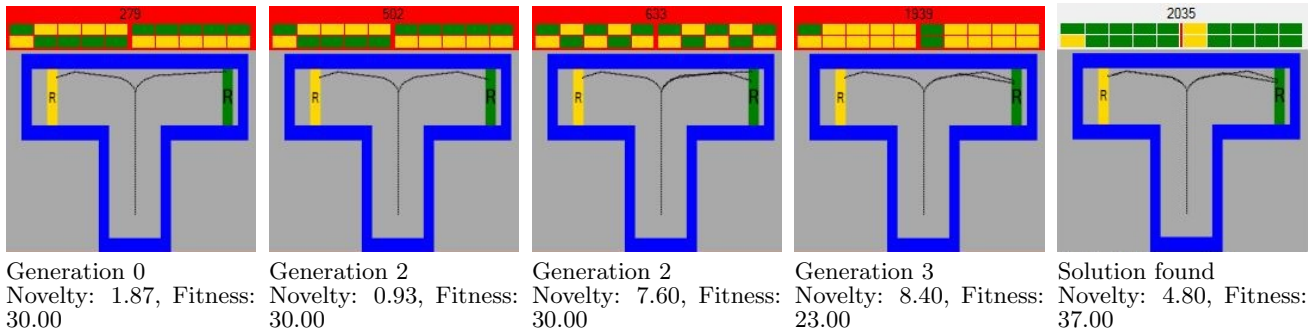 279
R R
Generation 0
Novelty: 1.87, Fitness:
30.00
502
R R
Generation 2
Novelty: 0.93, Fitness:
30.00
633
R R
Generation 2
Novelty: 7.60, Fitness:
30.00
1939
R R
Generation 3
Novelty: 8.40, Fitness:
23.00
2035
R R
Solution found
Novelty: 4.80, Fitness:
37.00